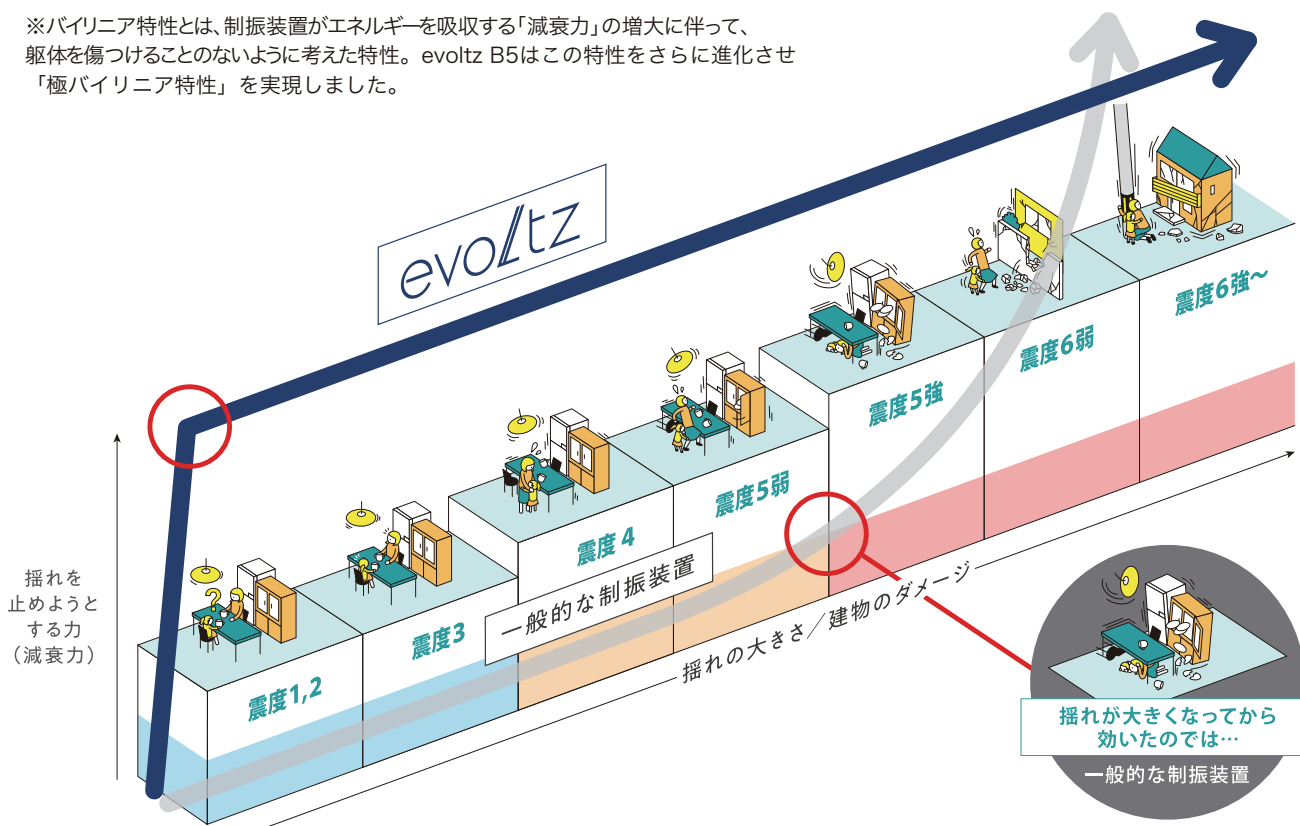 ※バイリニア特性とは、制振装置がエネルギーを吸収する「減衰力」の増大に伴って、
躯体を傷つけることのないように考えた特性。evoltz B5はこの特性をさらに進化させ
「極バイリニア特性」を実現しました。
evoltz
震度6強〜
震度6弱
震度5強
震度5弱
震度4
震度3
震度1,2
?
一般的な制振装置
揺れを
止めようと
する力
（減衰力）
揺れの大きさ／建物のダメージ
揺れが大きくなってから
効いたのでは…
一般的な制振装置